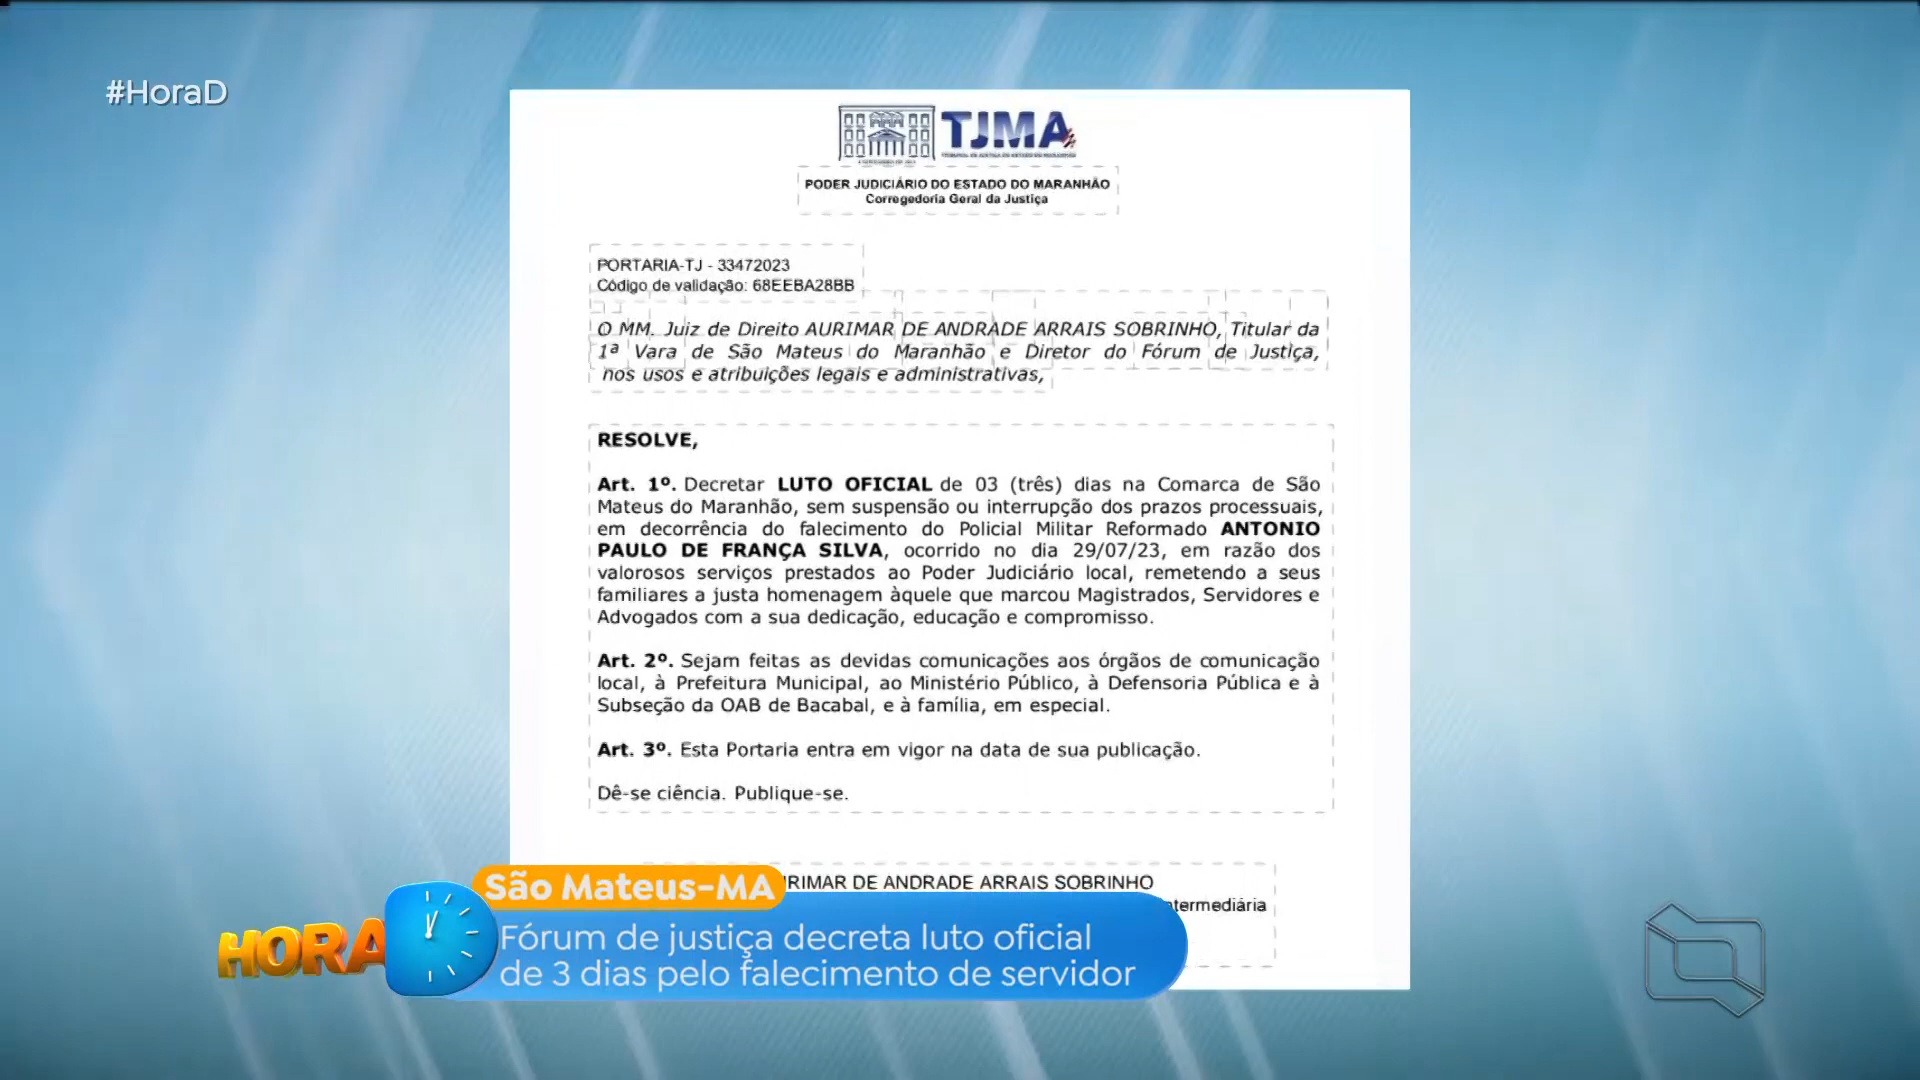 #HoraD
TJMA
TRIBUNAL DE JUSTIÇA DO ESTADO DO MARANHÃO
PODER JUDICIÁRIO DO ESTADO DO MARANHÃO
Corregedoria Geral da Justiça
PORTARIA-TJ - 33472023
Código de validação: 68EEBA28BB
O MM. Juiz de Direito AURIMAR DE ANDRADE ARRAIS SOBRINHO, Titular da
1ª Vara de São Mateus do Maranhão e Diretor do Fórum de Justiça,
nos usos e atribuições legais e administrativas,
RESOLVE,
Art. 1º. Decretar LUTO OFICIAL de 03 (três) dias na Comarca de São
Mateus do Maranhão, sem suspensão ou interrupção dos prazos processuais,
em decorrência do falecimento do Policial Militar Reformado ANTONIO
PAULO DE FRANÇA SILVA, ocorrido no dia 29/07/23, em razão dos
valorosos serviços prestados ao Poder Judiciário local, remetendo a seus
familiares a justa homenagem àquele que marcou Magistrados, Servidores e
Advogados com a sua dedicação, educação e compromisso.
Art. 2º. Sejam feitas as devidas comunicações aos órgãos de comunicação
local, à Prefeitura Municipal, ao Ministério Público, à Defensoria Pública e à
Subseção da OAB de Bacabal, e à família, em especial.
Art. 3º. Esta Portaria entra em vigor na data de sua publicação.
Dê-se ciência. Publique-se.
RIMAR DE ANDRADE ARRAIS SOBRINHO
termediária
São Mateus-MA
HORA
Fórum de justiça decreta luto oficial
de 3 dias pelo falecimento de servidor